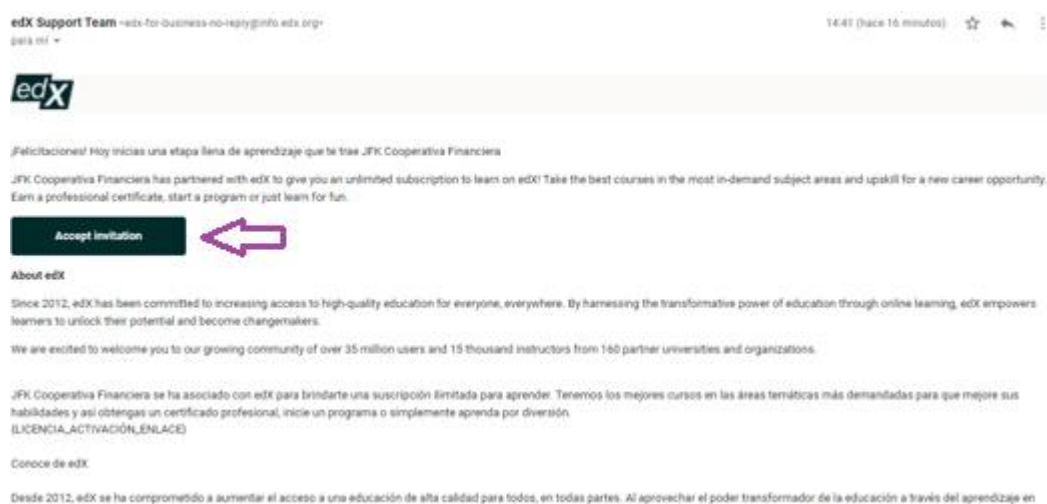 edX Support Team <edx-for-business-no-reply@info.edx.org>
14:41 (hace 16 minutos)
para mí
edX
¡Felicitaciones! Hoy inicias una etapa llena de aprendizaje que te trae JFK Cooperativa Financiera
JFK Cooperativa Financiera has partnered with edX to give you an unlimited subscription to learn on edX! Take the best courses in the most in-demand subject areas and upskill for a new career opportunity.
Earn a professional certificate, start a program or just learn for fun.
Accept invitation
About edX
Since 2012, edX has been committed to increasing access to high-quality education for everyone, everywhere. By harnessing the transformative power of education through online learning, edX empowers
learners to unlock their potential and become changemakers.
We are excited to welcome you to our growing community of over 35 million users and 15 thousand instructors from 160 partner universities and organizations.
JFK Cooperativa Financiera se ha asociado con edX para brindarte una suscripción ilimitada para aprender. Tenemos los mejores cursos en las áreas temáticas más demandadas para que mejore sus
habilidades y así obtengas un certificado profesional, inicie un programa o simplemente aprenda por diversión.
{LICENCIA_ACTIVACIÓN_ENLACE}
Conoce de edX
Desde 2012, edX se ha comprometido a aumentar el acceso a una educación de alta calidad para todos, en todas partes. Al aprovechar el poder transformador de la educación a través del aprendizaje en